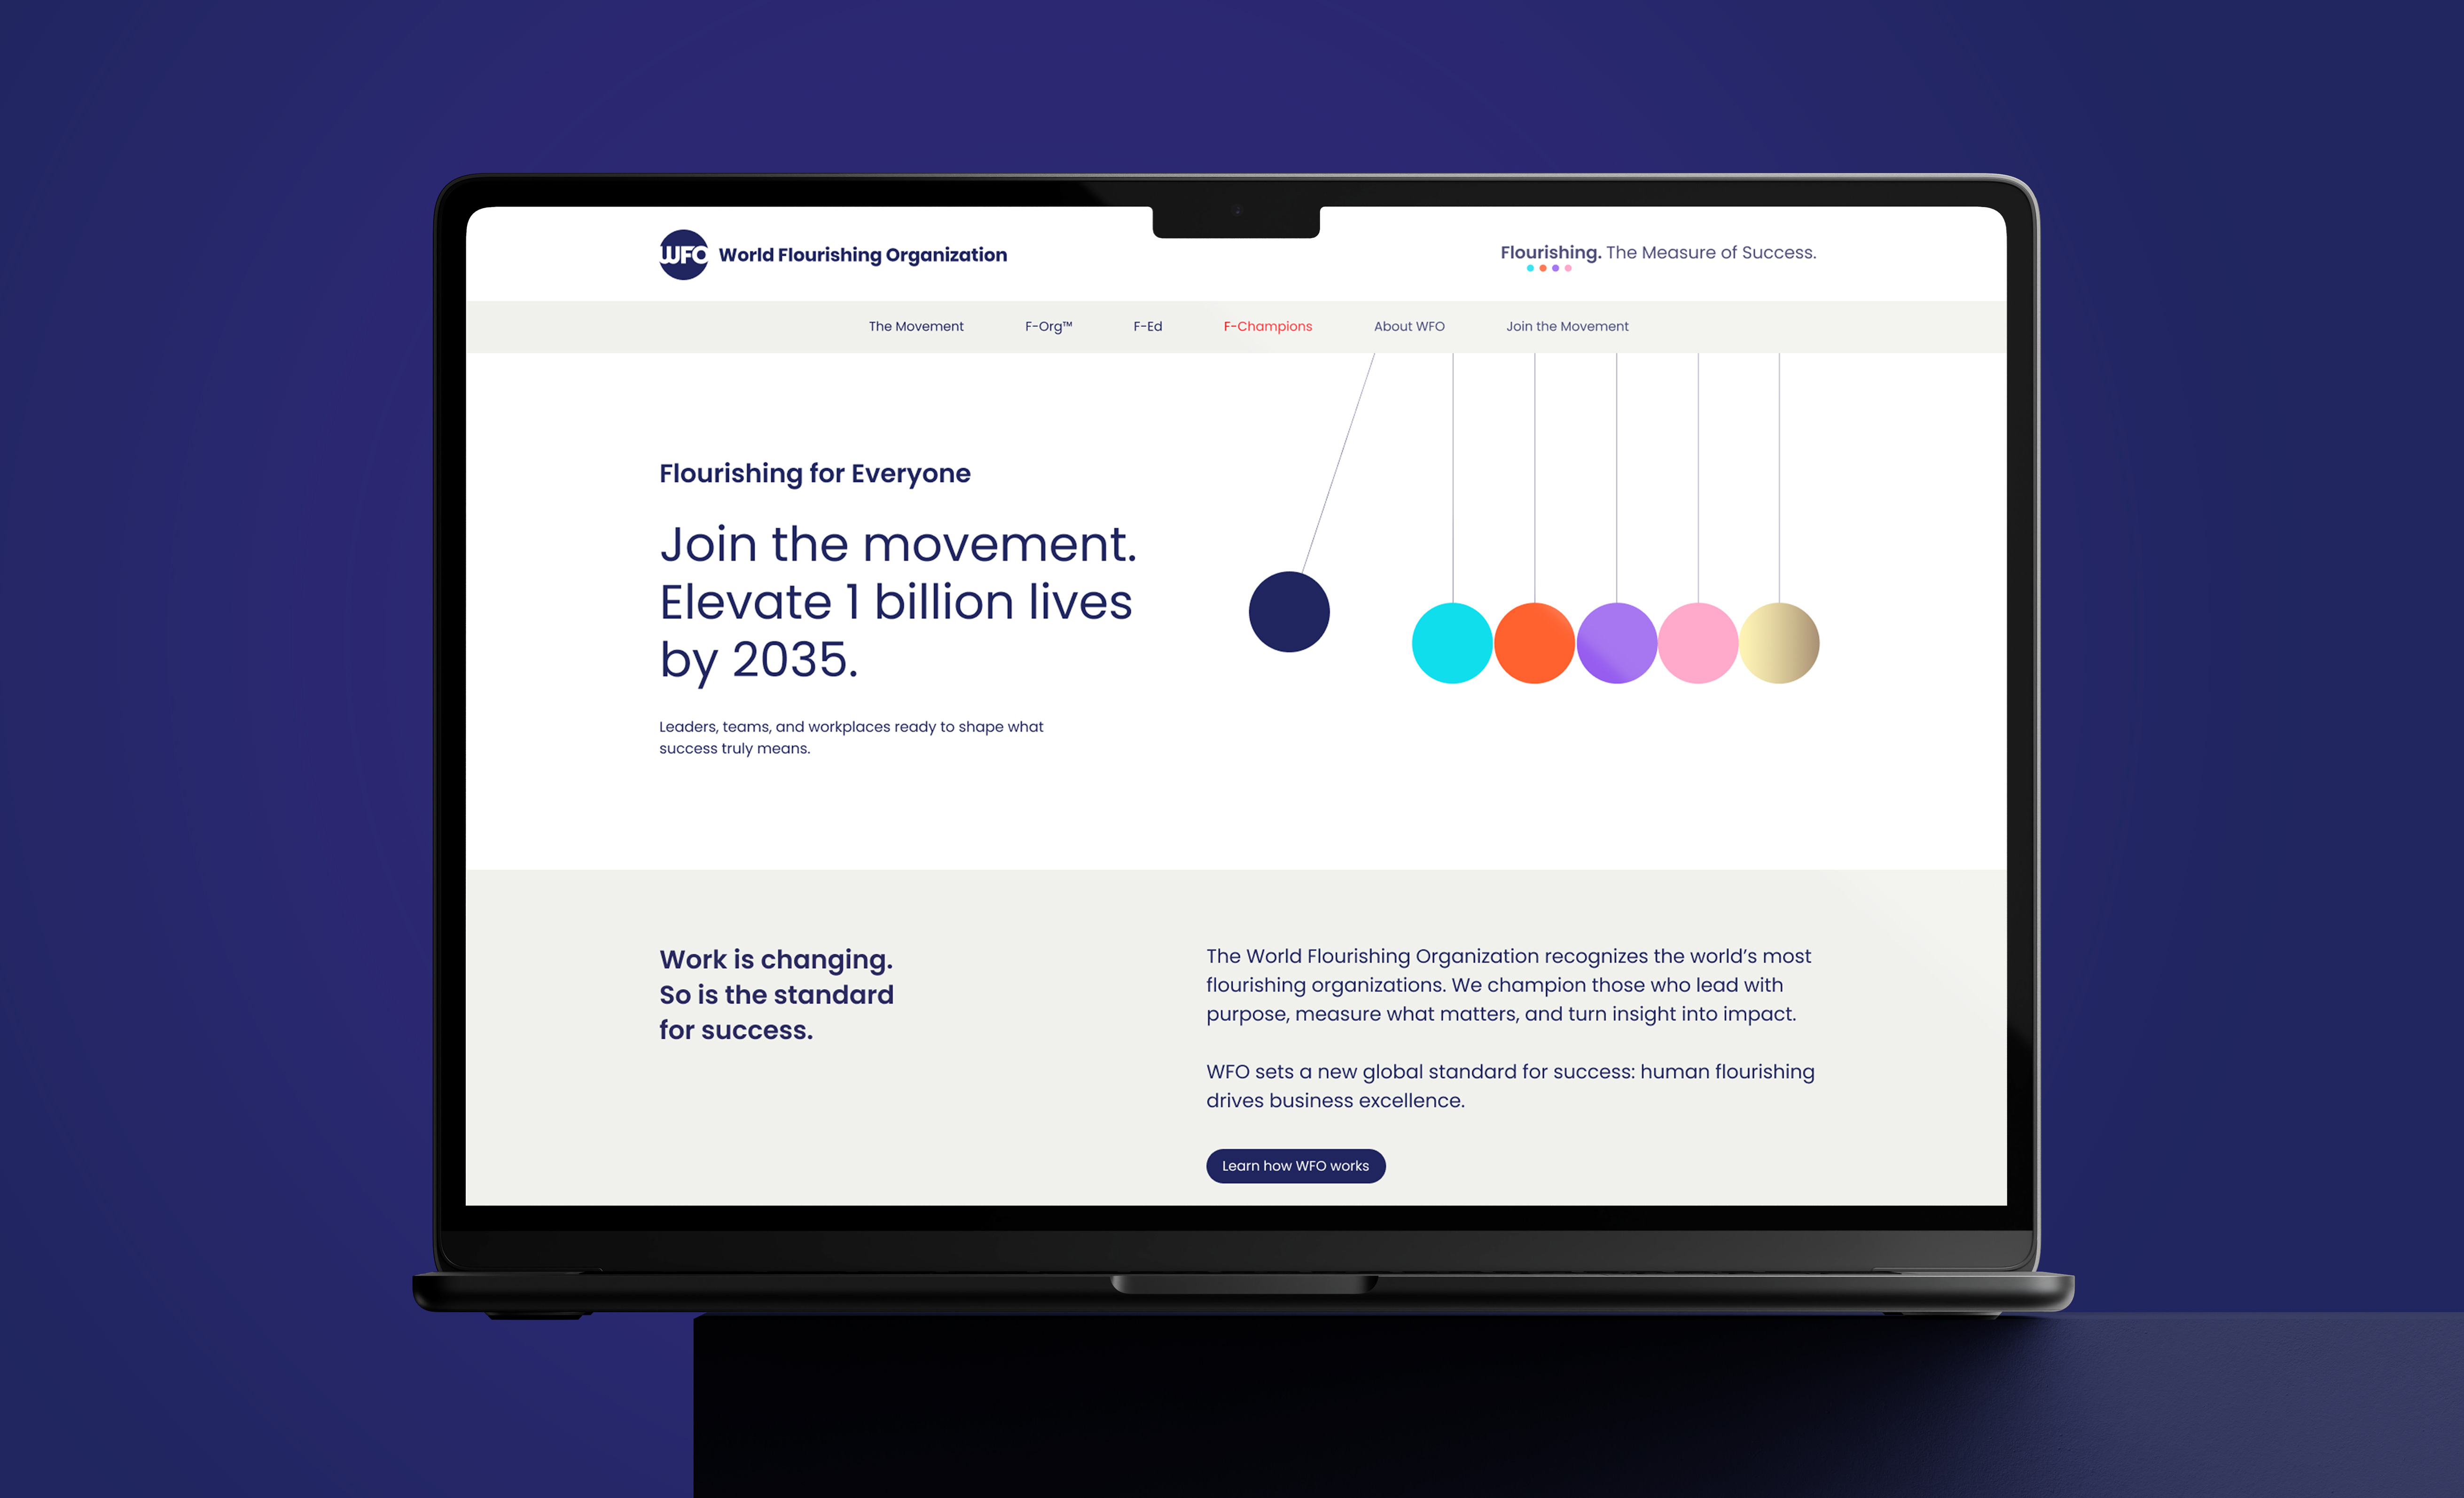 WFO World Flourishing Organization
Flourishing. The Measure of Success.
The Movement F-Org™ F-Ed F-Champions About WFO Join the Movement
Flourishing for Everyone
Join the movement.
Elevate 1 billion lives
by 2035.
Leaders, teams, and workplaces ready to shape what
success truly means.
Work is changing.
So is the standard
for success.
The World Flourishing Organization recognizes the world’s most
flourishing organizations. We champion those who lead with
purpose, measure what matters, and turn insight into impact.
WFO sets a new global standard for success: human flourishing
drives business excellence.
Learn how WFO works